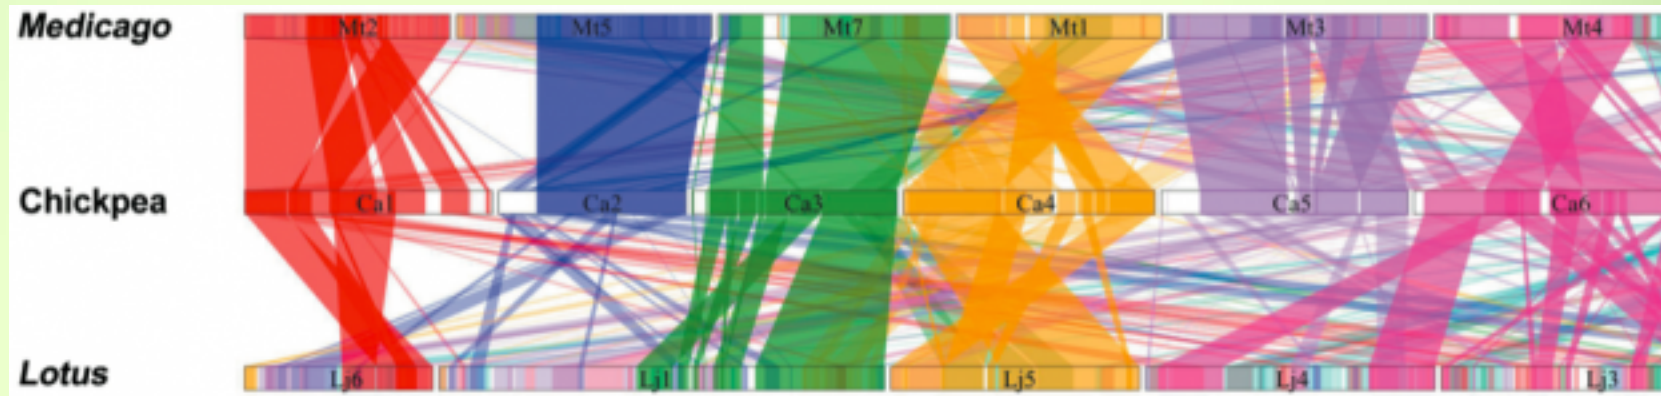 Medicago Mt2 Mt5 Mt7 Mt1 Mt3 Mt4
Chickpea Ca1 Ca2 Ca3 Ca4 Ca5 Ca6
Lotus Lj6 Lj1 Lj5 Lj4 Lj3